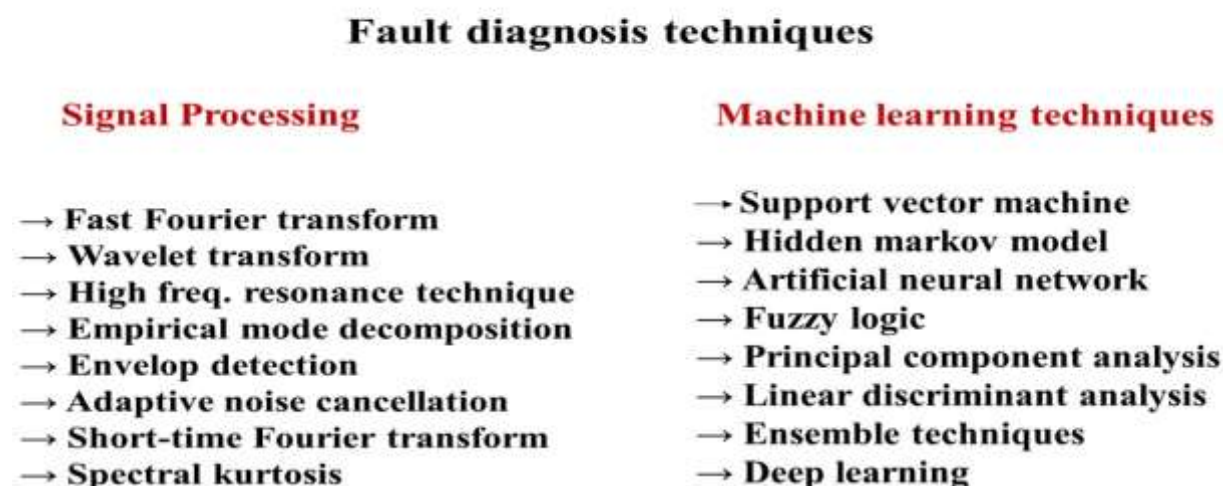 Fault diagnosis techniques
Signal Processing
→ Fast Fourier transform
→ Wavelet transform
→ High freq. resonance technique
→ Empirical mode decomposition
→ Envelop detection
→ Adaptive noise cancellation
→ Short-time Fourier transform
→ Spectral kurtosis
Machine learning techniques
→ Support vector machine
→ Hidden markov model
→ Artificial neural network
→ Fuzzy logic
→ Principal component analysis
→ Linear discriminant analysis
→ Ensemble techniques
→ Deep learning